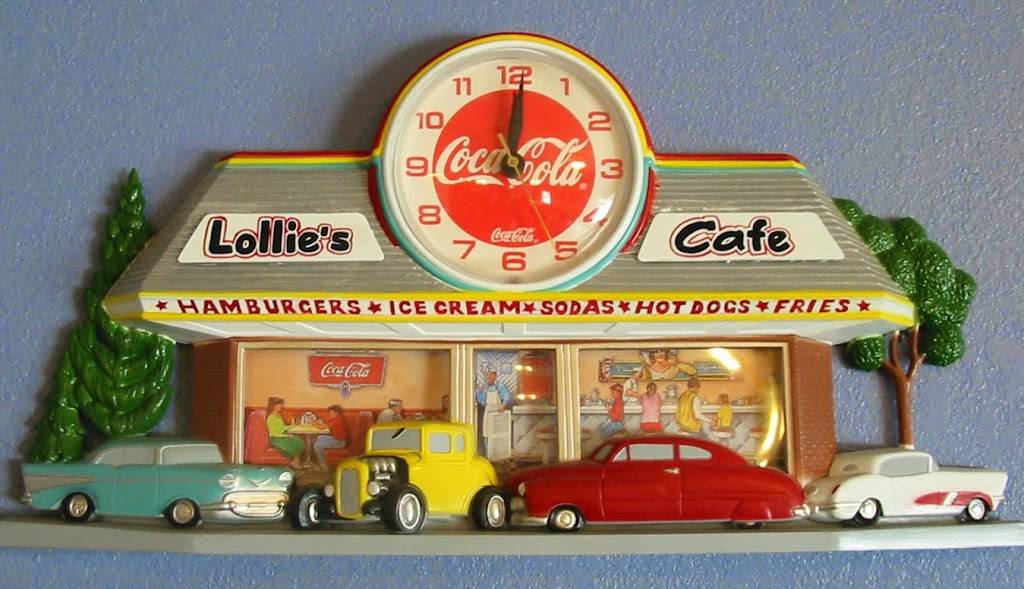 12
11 1
10 2
Coca-Cola
9 3
8 4
Coca-Cola
7 5
6
Lollie's Cafe
★ HAMBURGERS ★ ICE CREAM ★ SODAS ★ HOT DOGS ★ FRIES ★
Coca-Cola